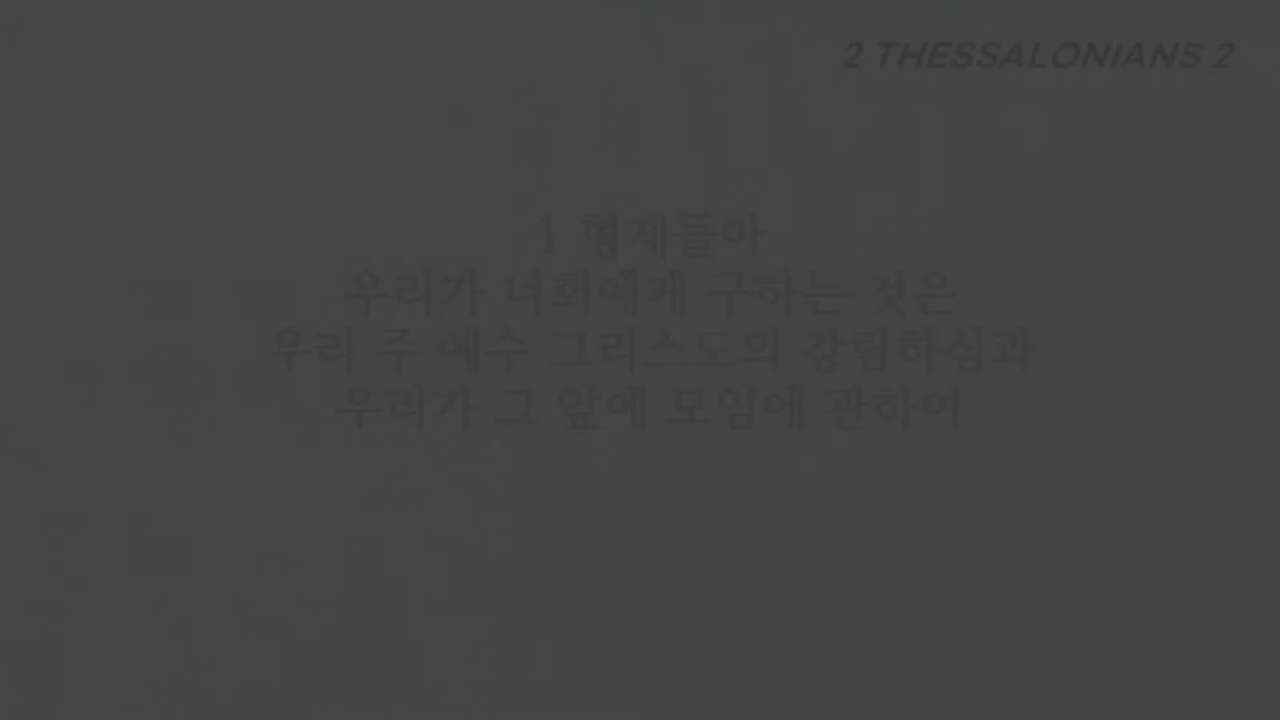 2 THESSALONIANS 2
1 형제들아
우리가 너희에게 구하는 것은
우리 주 예수 그리스도의 강림하심과
우리가 그 앞에 모임에 관하여